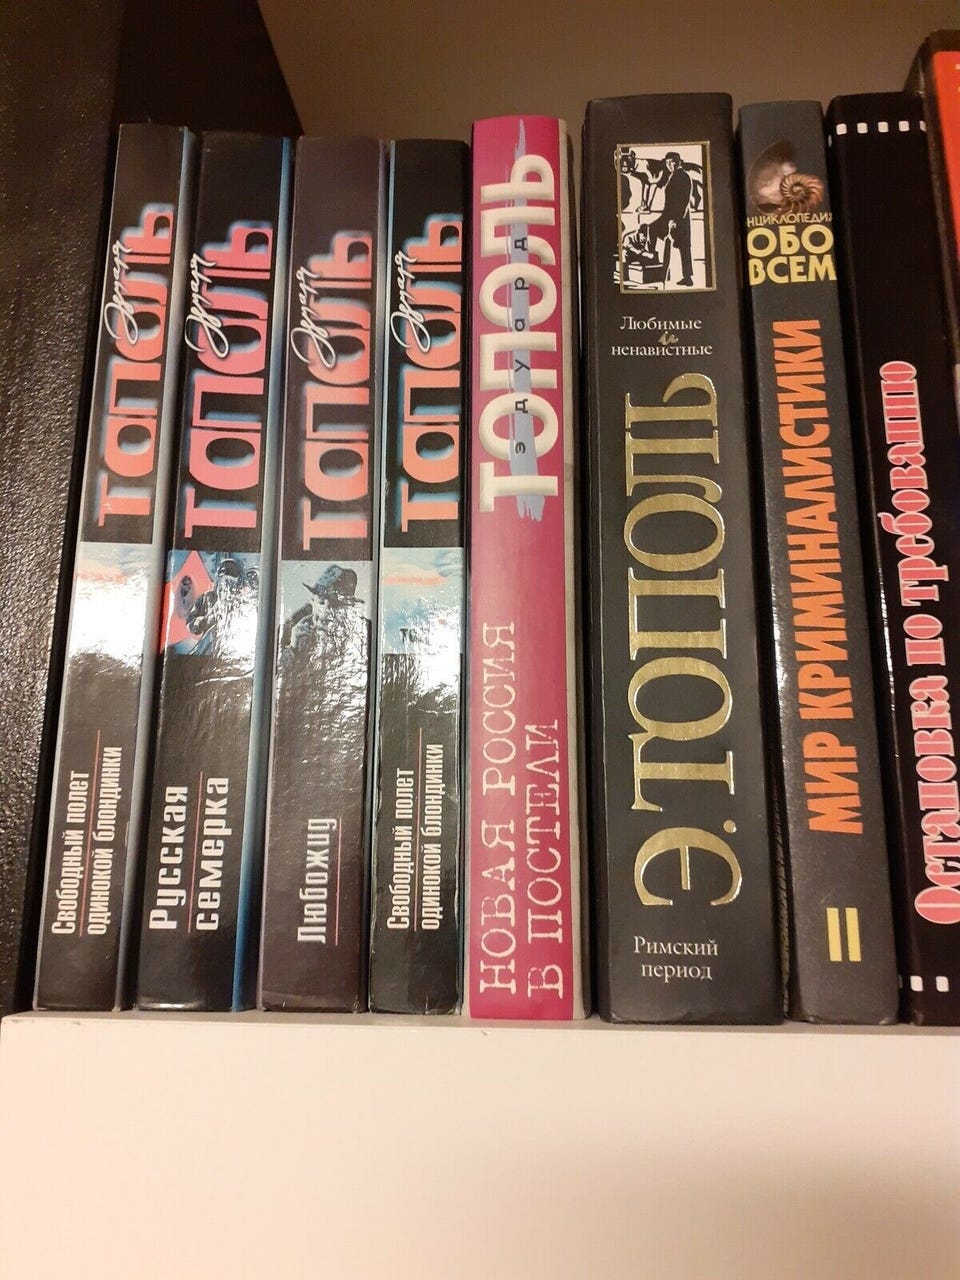 Эдуард
ТОПОЛЬ
Свободный полет
одинокой блондинки
Эдуард
ТОПОЛЬ
Русская
семерка
Эдуард
ТОПОЛЬ
Любожид
Эдуард
ТОПОЛЬ
Свободный полет
одинокой блондинки
ТОПОЛЬ
ЭДУАРД
НОВАЯ РОССИЯ
В ПОСТЕЛИ
Любимые
и
ненавистные
Э.ТОПОЛЬ
Римский
период
ЭНЦИКЛОПЕДИЯ
ОБО
ВСЕМ
МИР КРИМИНАЛИСТИКИ
II
Остановка по требованию